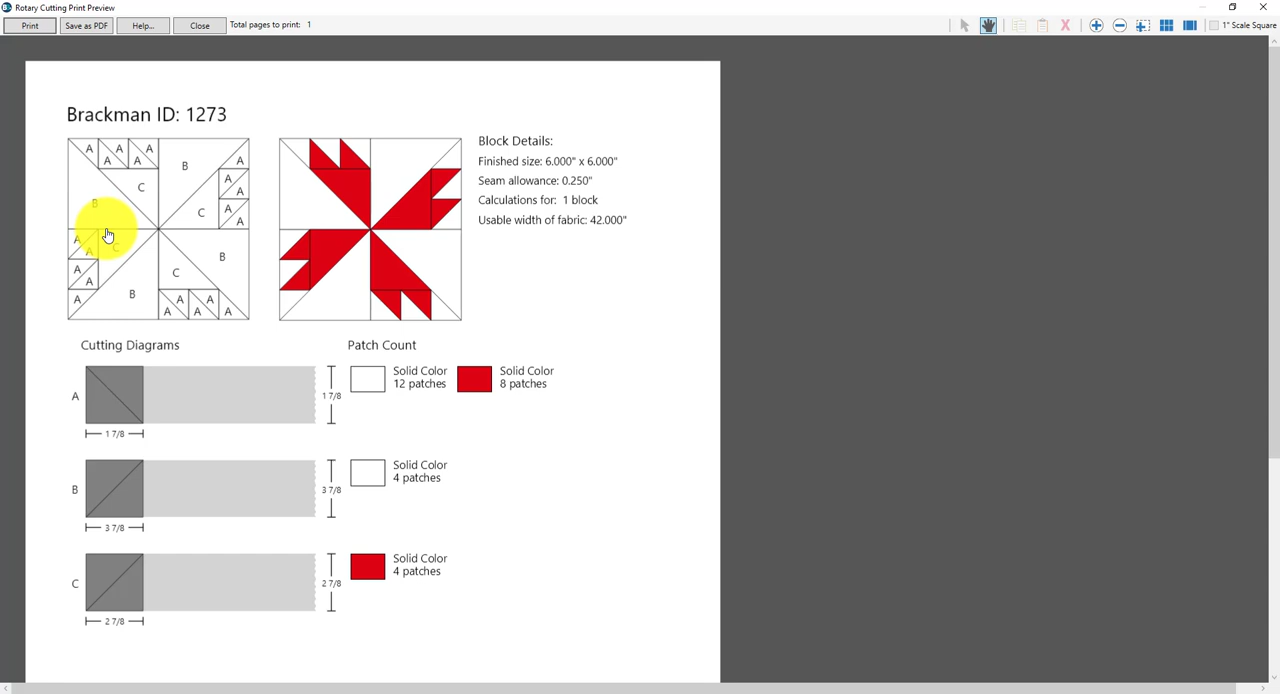 Rotary Cutting Print Preview
Print Save as PDF Help... Close Total pages to print: 1 1" Scale Square
Brackman ID: 1273
A A A B A
A A A
C A
B C A
A
A C B
A C
A B A A
A A A A
Block Details:
Finished size: 6.000" x 6.000"
Seam allowance: 0.250"
Calculations for: 1 block
Usable width of fabric: 42.000"
Cutting Diagrams Patch Count
A
1 7/8
1 7/8
Solid Color
12 patches
Solid Color
8 patches
B
3 7/8
3 7/8
Solid Color
4 patches
C
2 7/8
2 7/8
Solid Color
4 patches